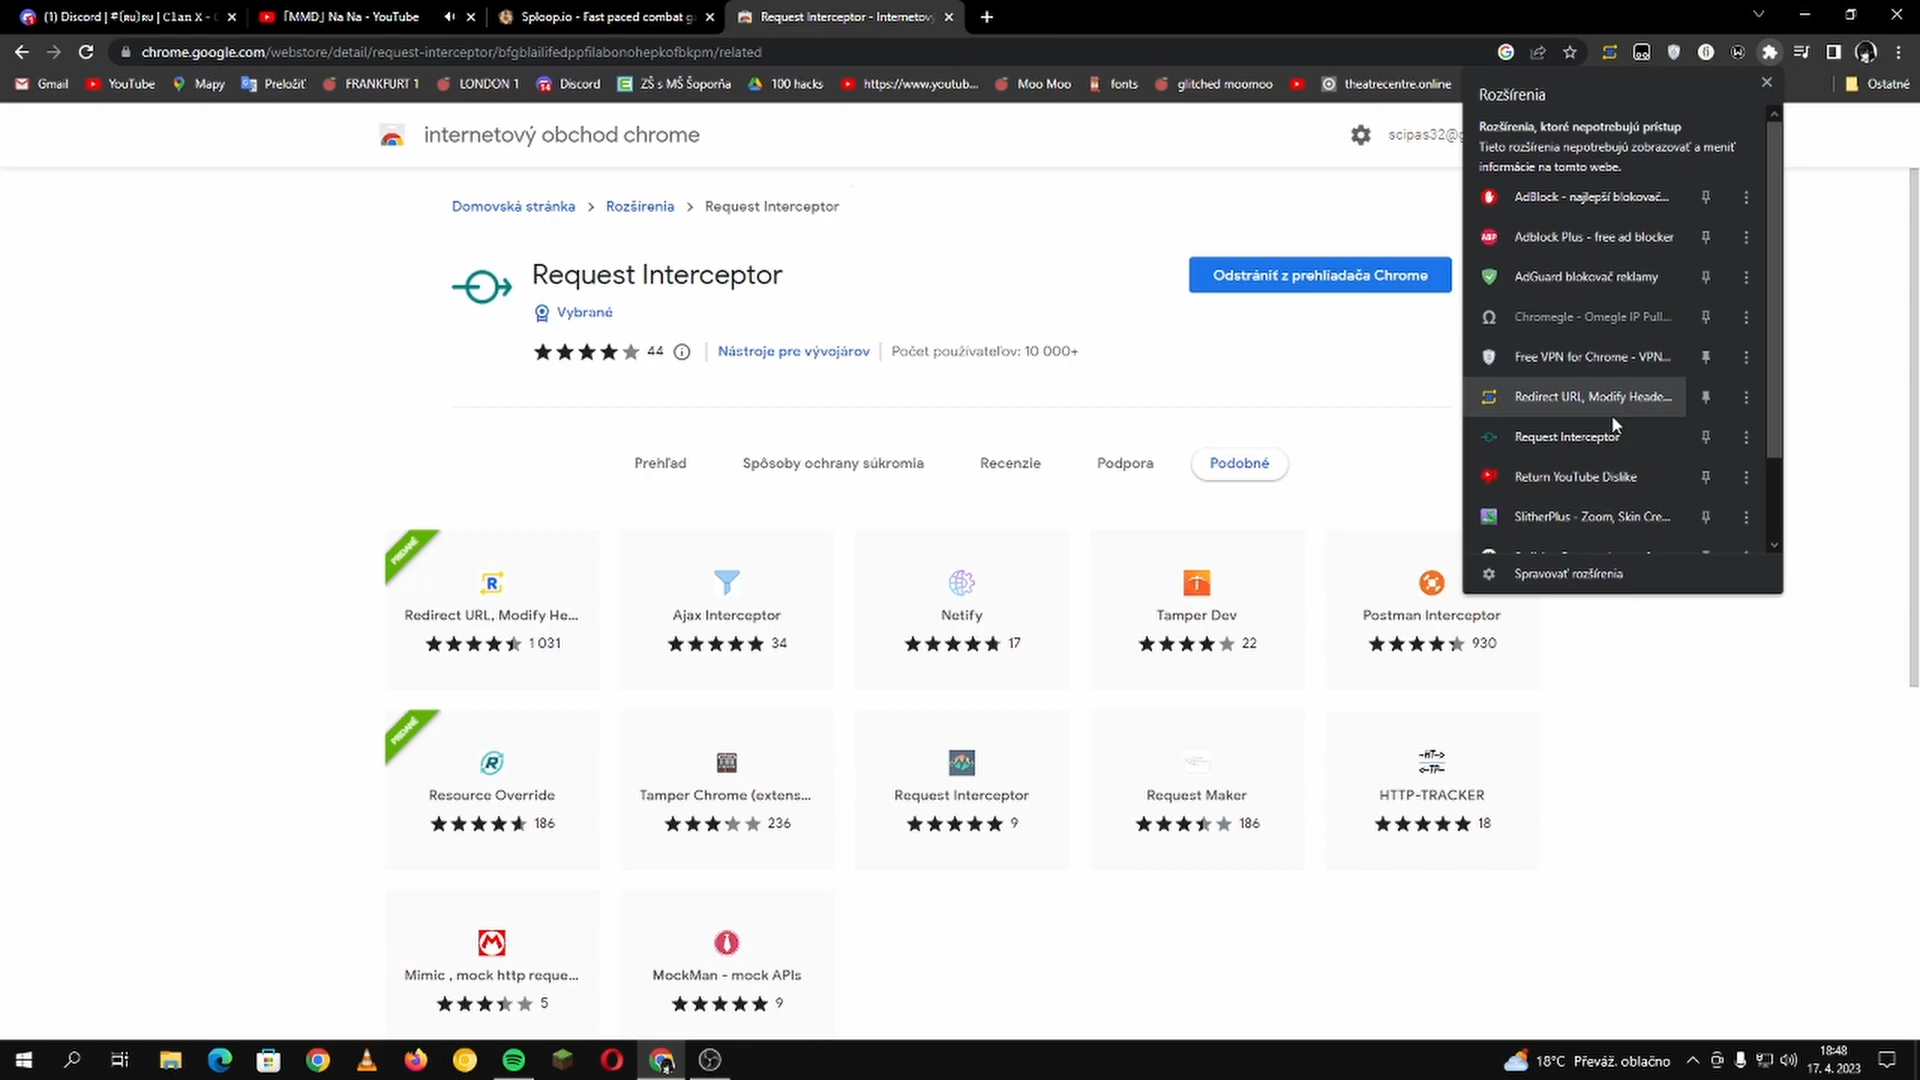 (1) Discord | #(ʀᴜ)ʀᴜ | C1an X -
「MMD」Na Na - YouTube
Sploop.io - Fast paced combat g
Request Interceptor - Internetový
chrome.google.com/webstore/detail/request-interceptor/bfgblailifedppfilabonohepkofbkpm/related
Gmail
YouTube
Mapy
Preložiť
FRANKFURT 1
LONDON 1
Discord
ZŠ s MŠ Šoporňa
100 hacks
https://www.youtub...
Moo Moo
fonts
glitched moomoo
theatrecentre.online
Ostatné
internetový obchod chrome
scipas32@g
Domovská stránka
Rozšírenia
Request Interceptor
Request Interceptor
Vybrané
44
Nástroje pre vývojárov
Počet používateľov: 10 000+
Odstrániť z prehliadača Chrome
Prehľad
Spôsoby ochrany súkromia
Recenzie
Podpora
Podobné
PRIDANÉ
Redirect URL, Modify He...
1 031
Ajax Interceptor
34
Netify
17
Tamper Dev
22
Postman Interceptor
930
PRIDANÉ
Resource Override
186
Tamper Chrome (extens...
236
Request Interceptor
9
Request Maker
186
HTTP-TRACKER
18
Mimic , mock http reque...
5
MockMan - mock APIs
9
Rozšírenia
Rozšírenia, ktoré nepotrebujú prístup
Tieto rozšírenia nepotrebujú zobrazovať a meniť
informácie na tomto webe.
AdBlock - najlepší blokovač...
Adblock Plus - free ad blocker
AdGuard blokovač reklamy
Chromegle - Omegle IP Pull...
Free VPN for Chrome - VPN...
Redirect URL, Modify Heade...
Request Interceptor
Return YouTube Dislike
SlitherPlus - Zoom, Skin Cre...
Spravovať rozšírenia
18°C Preváž. oblačno
18:48
17. 4. 2023